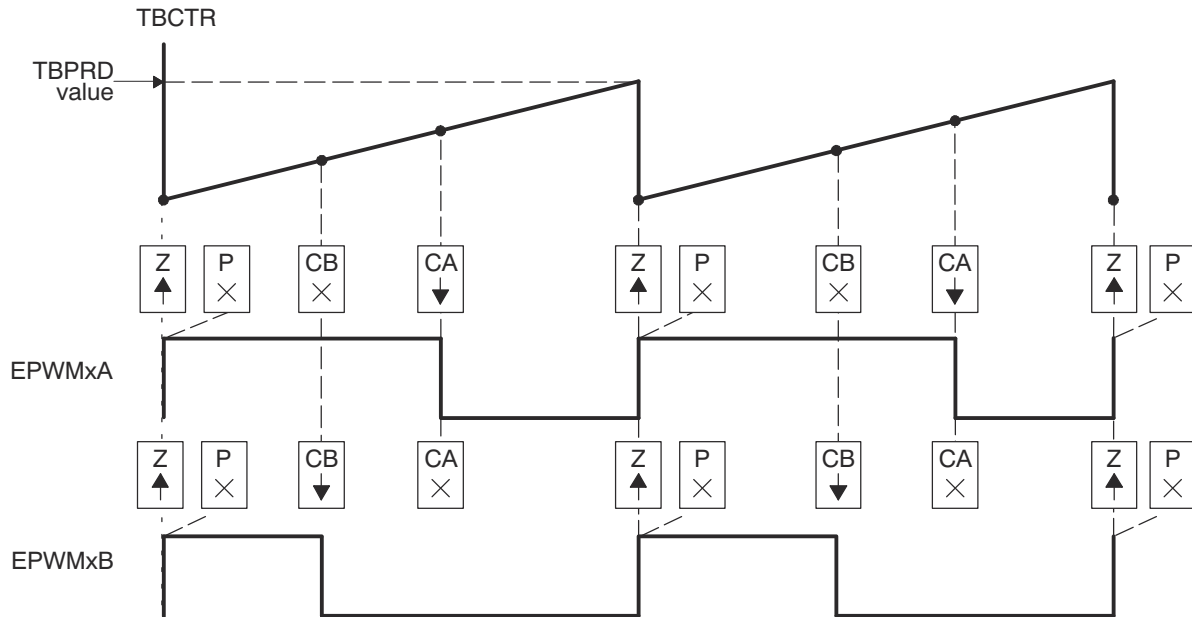 TBCTR
TBPRD
value
Z P CB CA Z P CB CA Z P
EPWMxA
Z P CB CA Z P CB CA Z P
EPWMxB